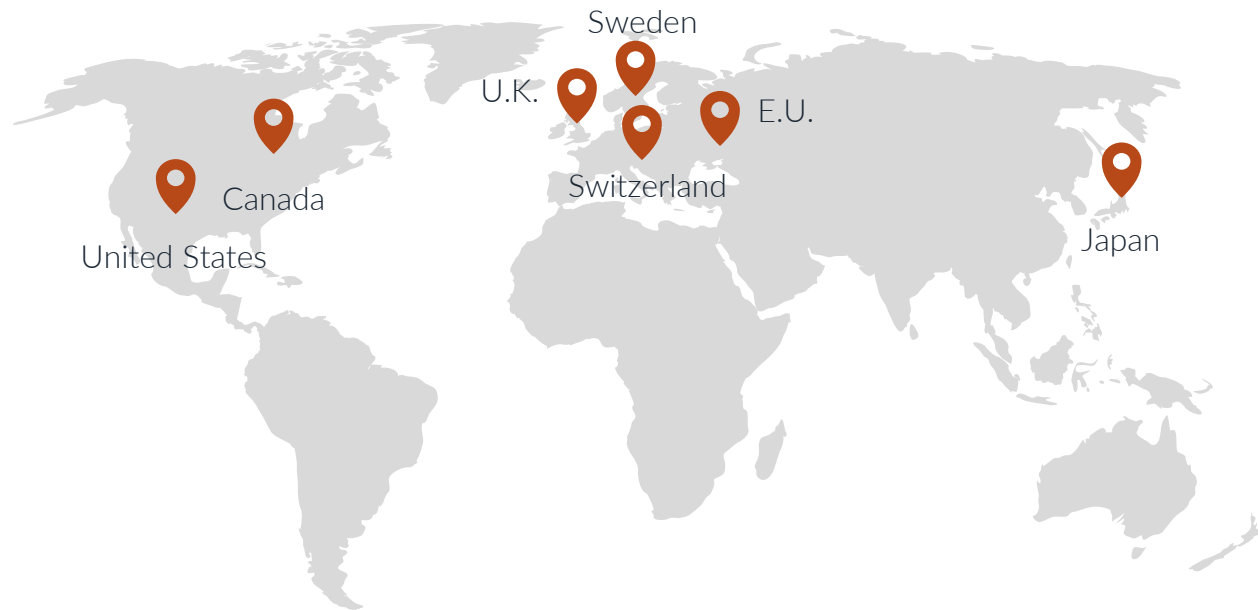 Sweden
U.K.
E.U.
Switzerland
Canada
Japan
United States